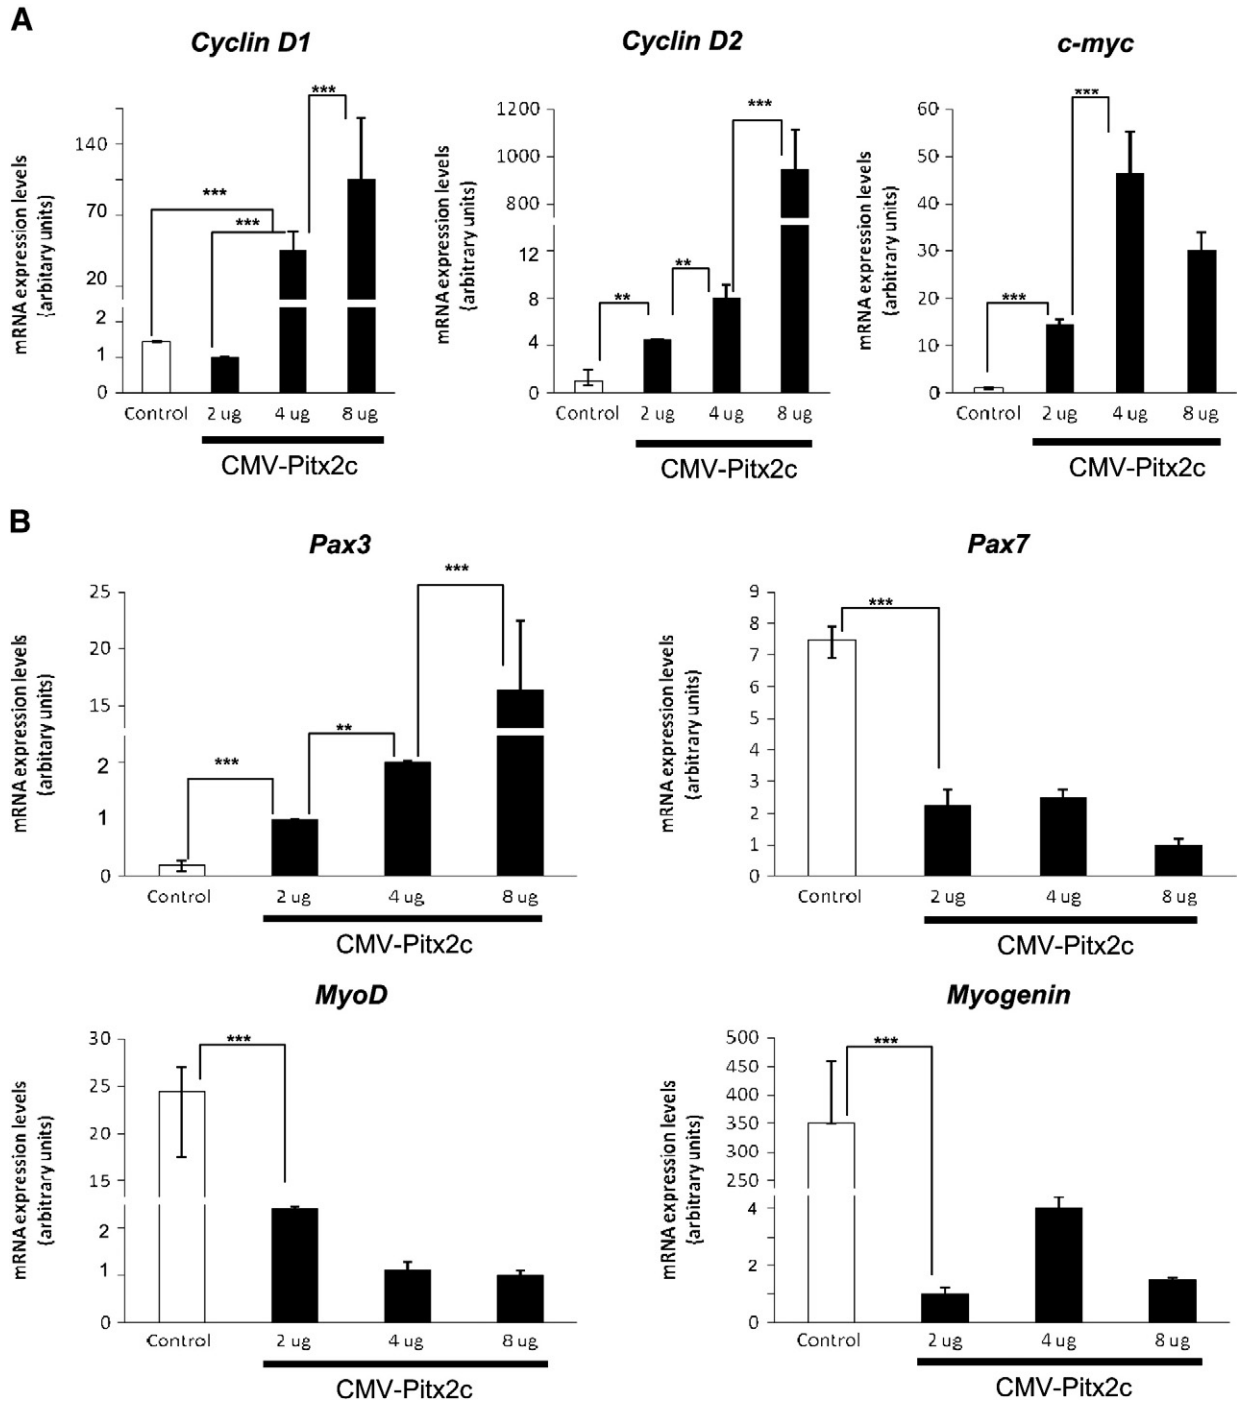 A
Cyclin D1
Cyclin D2
c-myc
mRNA expression levels
(arbitary units)
140
70
20
2
1
0
***
***
***
Control 2 ug 4 ug 8 ug
CMV-Pitx2c
mRNA expression levels
(arbitrary units)
1200
1000
800
12
8
4
0
**
**
***
Control 2 ug 4 ug 8 ug
CMV-Pitx2c
mRNA expression levels
(arbitrary units)
60
50
40
30
20
10
0
***
***
Control 2 ug 4 ug 8 ug
CMV-Pitx2c
B
Pax3
Pax7
mRNA expression levels
(arbitary units)
25
20
15
2
1
0
***
**
***
Control 2 ug 4 ug 8 ug
CMV-Pitx2c
mRNA expression levels
(arbitrary units)
9
8
7
6
5
4
3
2
1
0
***
Control 2 ug 4 ug 8 ug
CMV-Pitx2c
MyoD
Myogenin
mRNA expression levels
(arbitrary units)
30
25
20
15
2
1
0
***
Control 2 ug 4 ug 8 ug
CMV-Pitx2c
mRNA expression levels
(arbitrary units)
500
450
400
350
300
250
4
2
0
***
Control 2 ug 4 ug 8 ug
CMV-Pitx2c